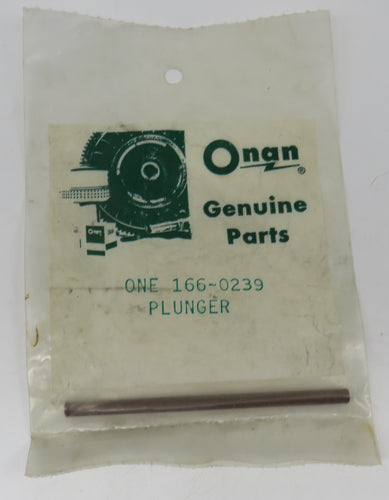 Onan®
Genuine
Parts
ONE 166-0239
PLUNGER